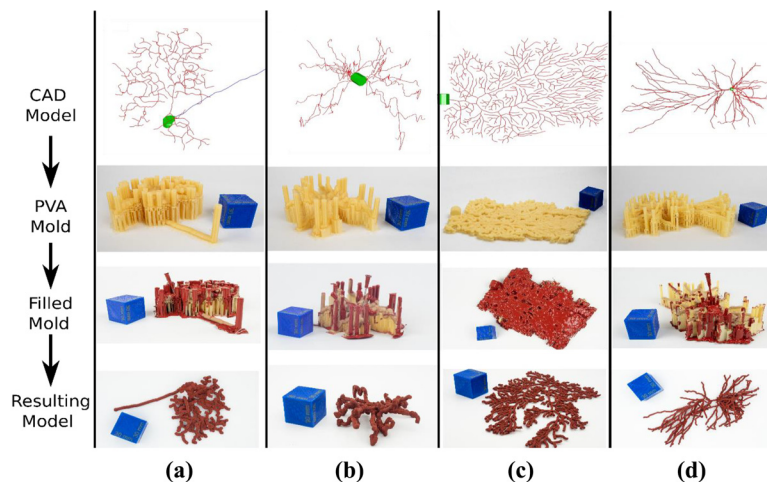 CAD
Model
PVA
Mold
Filled
Mold
Resulting
Model
(a)
(b)
(c)
(d)